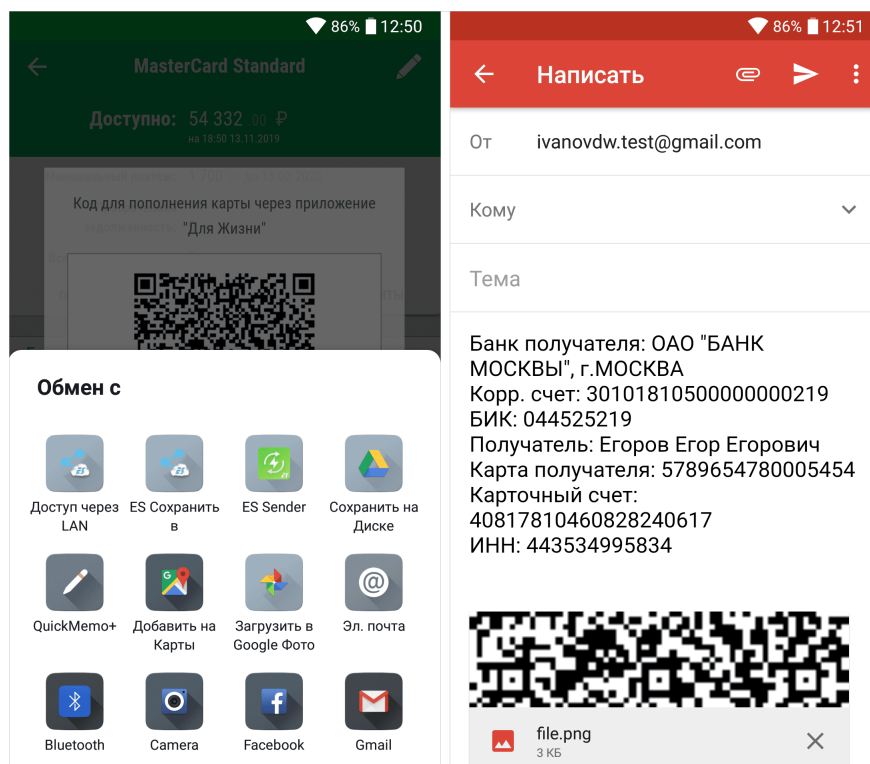 86% 12:50
MasterCard Standard
Доступно: 54 332 .00 ₽
на 18:50 13.11.2019
Код для пополнения карты через приложение
"Для Жизни"
Обмен с
Доступ через LAN
ES Сохранить в
ES Sender
Сохранить на Диске
QuickMemo+
Добавить на Карты
Загрузить в Google Фото
Эл. почта
Bluetooth
Camera
Facebook
Gmail
86% 12:51
Написать
От ivanovdw.test@gmail.com
Кому
Тема
Банк получателя: ОАО "БАНК
МОСКВЫ", г.МОСКВА
Корр. счет: 30101810500000000219
БИК: 044525219
Получатель: Егоров Егор Егорович
Карта получателя: 5789654780005454
Карточный счет:
40817810460828240617
ИНН: 443534995834
file.png
3 КБ